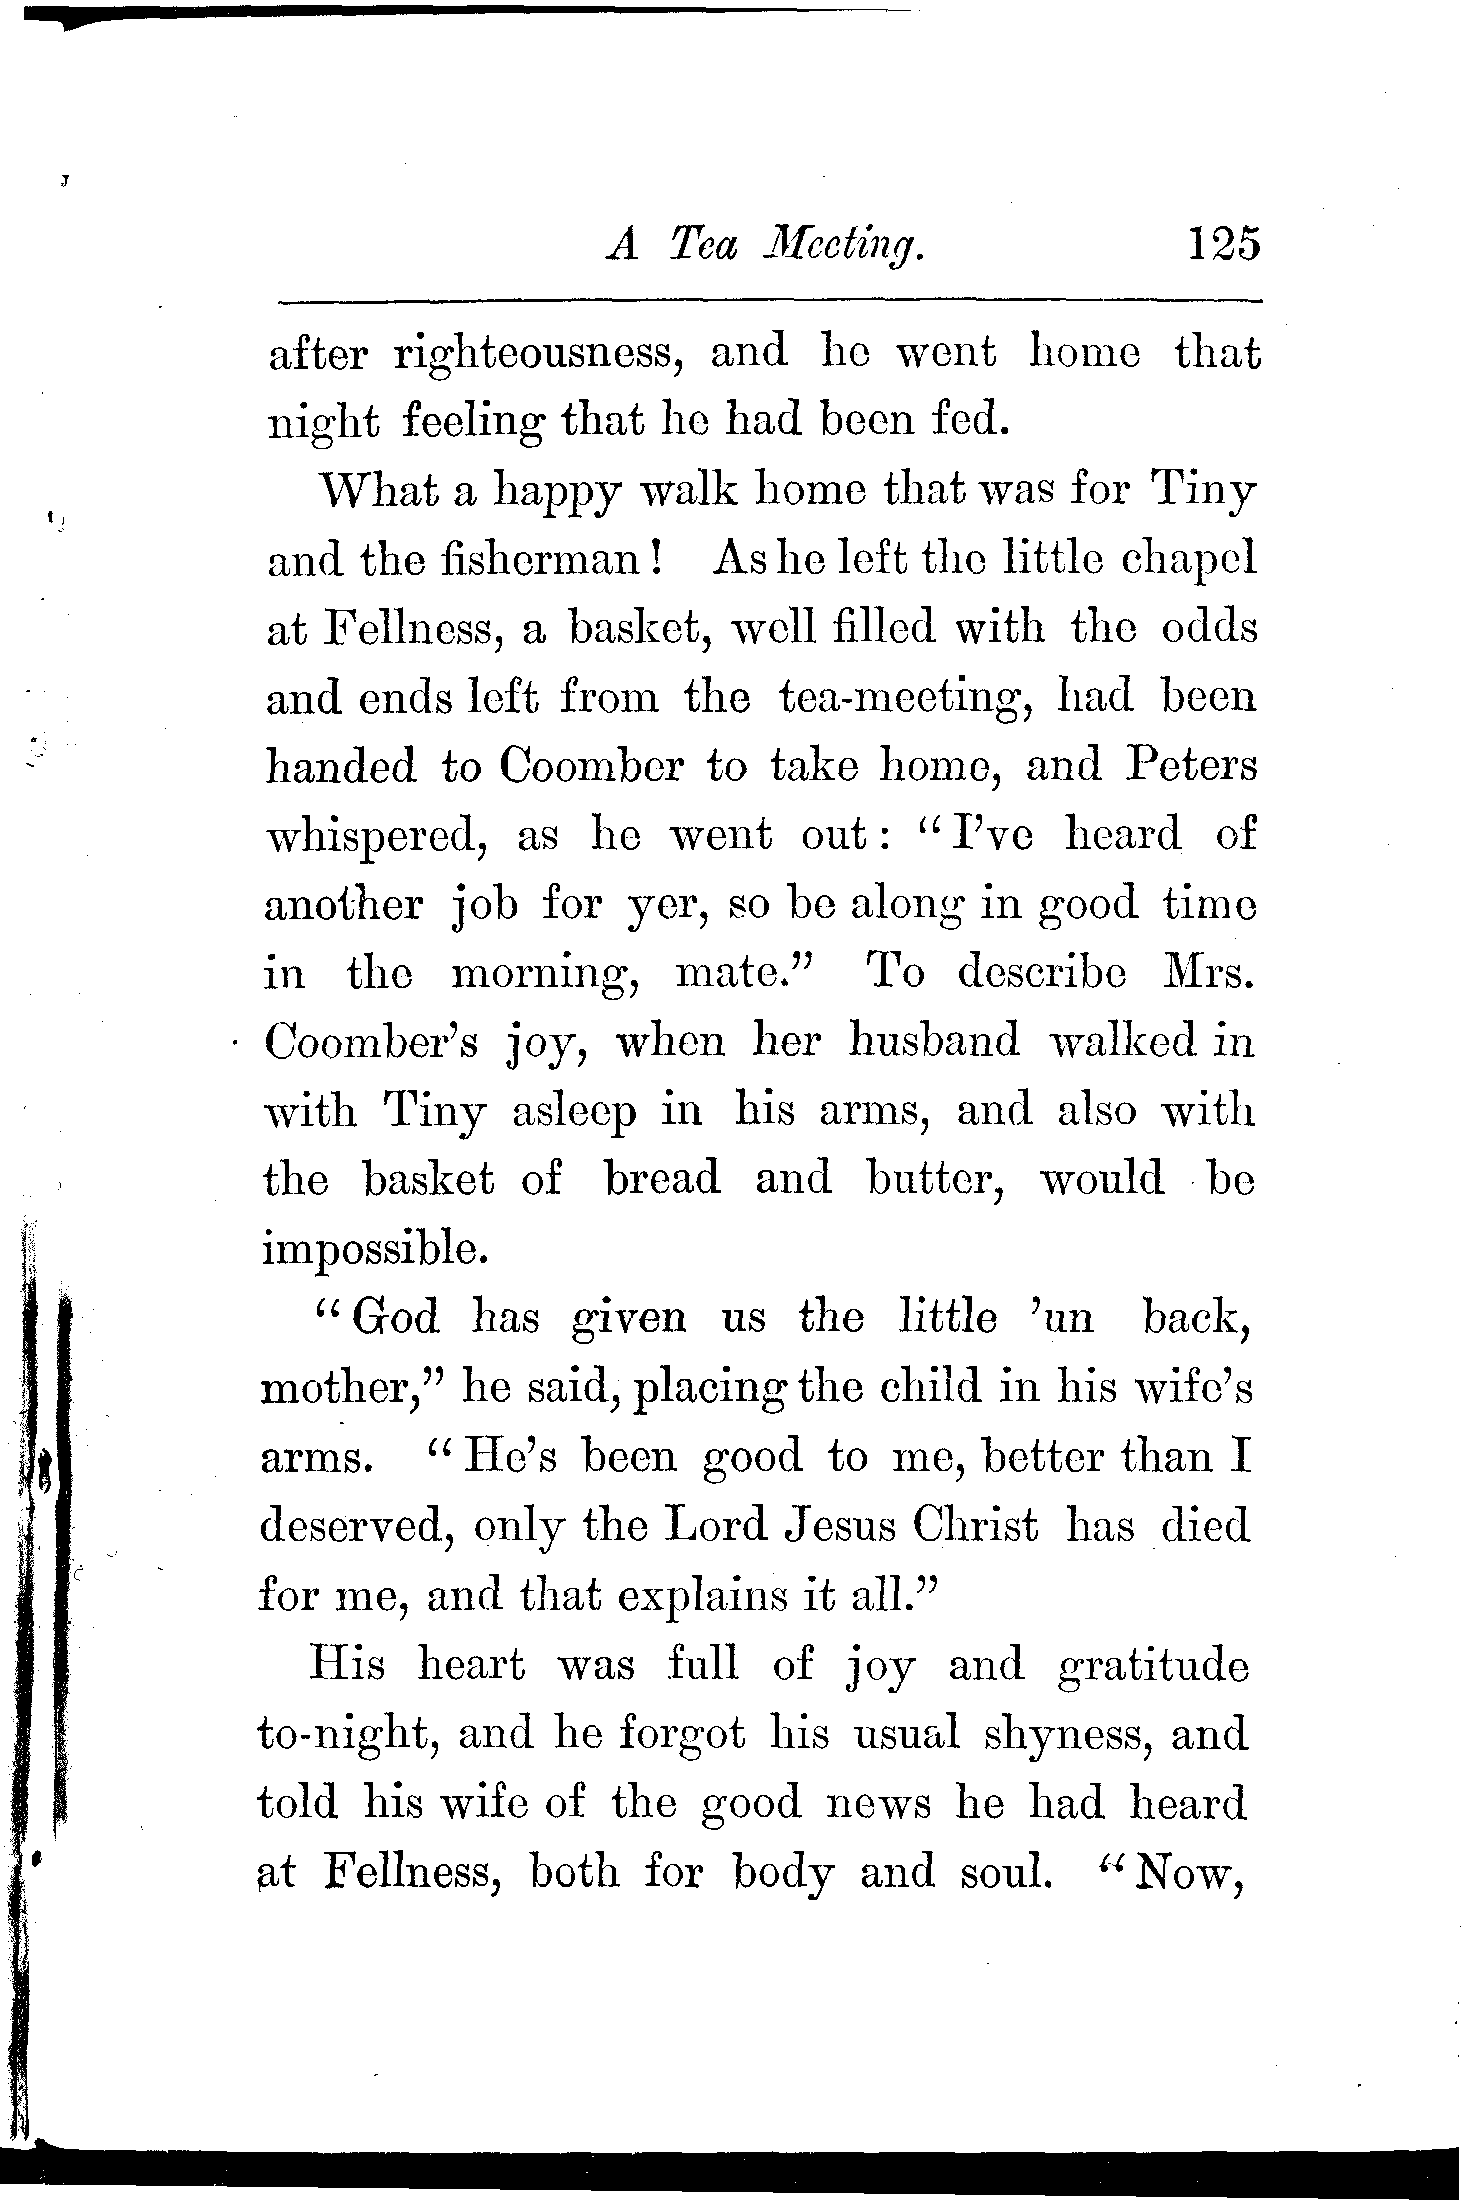 A Tea Meeting. 125
after righteousness, and he went home that
night feeling that he had been fed.
What a happy walk home that was for Tiny
and the fisherman! As he left the little chapel
at Fellness, a basket, well filled with the odds
and ends left from the tea-meeting, had been
handed to Coomber to take home, and Peters
whispered, as he went out: "I've heard of
another job for yer, so be along in good time
in the morning, mate." To describe Mrs.
Coomber's joy, when her husband walked in
with Tiny asleep in his arms, and also with
the basket of bread and butter, would be
impossible.
"God has given us the little 'un back,
mother," he said, placing the child in his wife's
arms. "He's been good to me, better than I
deserved, only the Lord Jesus Christ has died
for me, and that explains it all."
His heart was full of joy and gratitude
to-night, and he forgot his usual shyness, and
told his wife of the good news he had heard
at Fellness, both for body and soul. "Now,